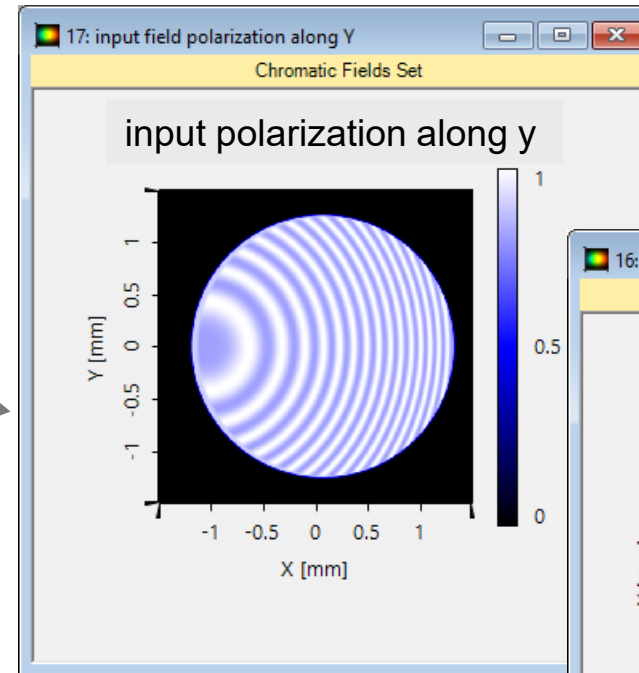 17: input field polarization along Y
Chromatic Fields Set
input polarization along y
1
0.5
0
Y [mm]
1
0.5
0
-0.5
-1
-1 -0.5 0 0.5 1
X [mm]
16: